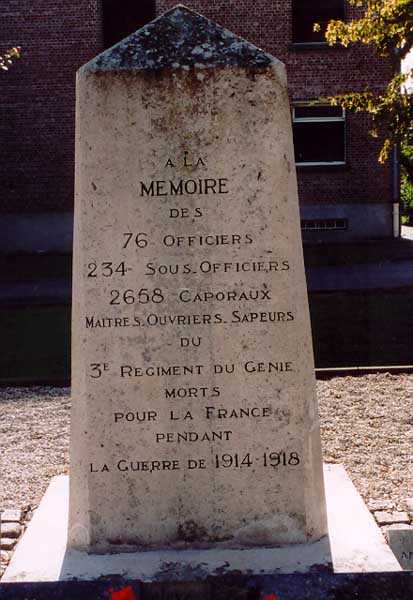 A LA
MEMOIRE
DES
76 OFFICIERS
234 SOUS.OFFICIERS
2658 CAPORAUX
MAITRES.OUVRIERS.SAPEURS
DU
3E REGIMENT DU GENIE
MORTS
POUR LA FRANCE
PENDANT
LA GUERRE DE 1914-1918